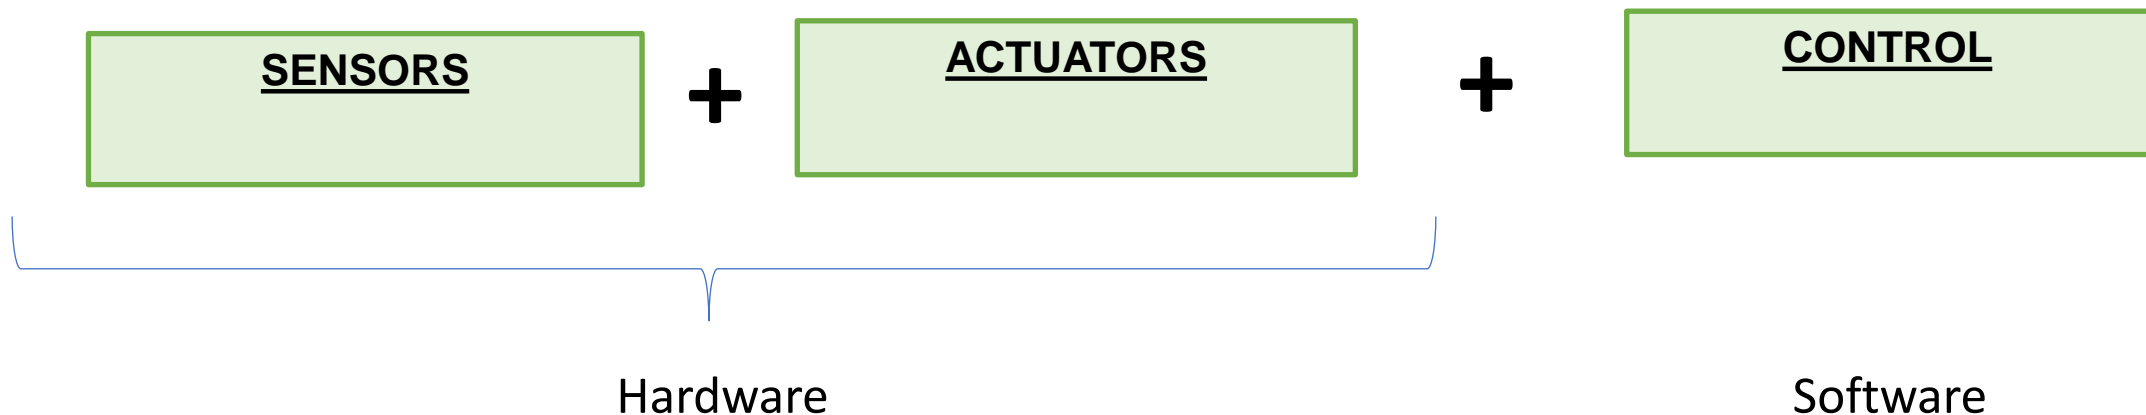 SENSORS
+
ACTUATORS
+
CONTROL
Hardware
Software